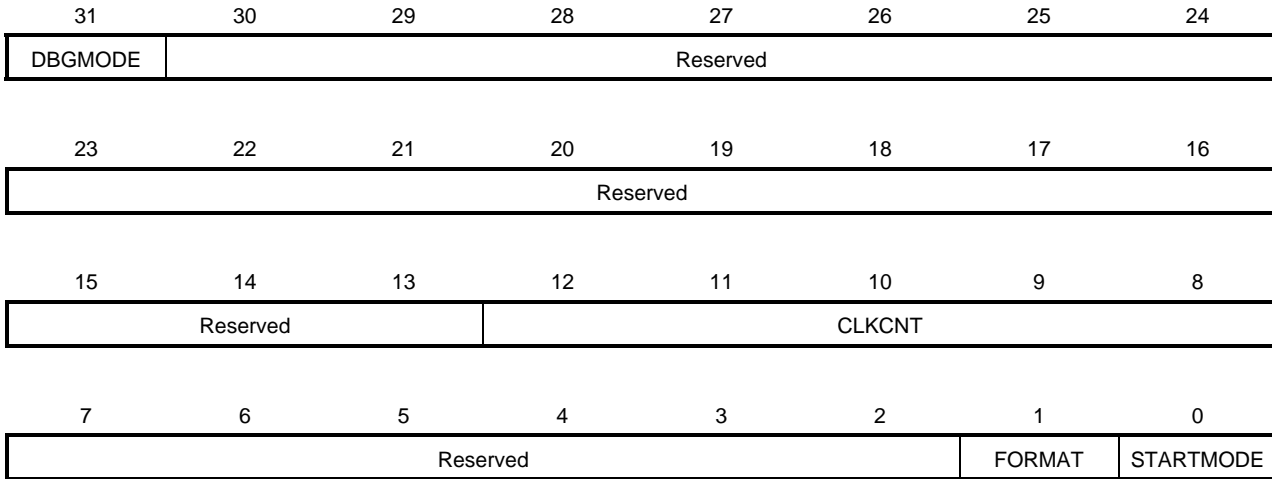 31 30 29 28 27 26 25 24
DBGMODE Reserved
23 22 21 20 19 18 17 16
Reserved
15 14 13 12 11 10 9 8
Reserved CLKCNT
7 6 5 4 3 2 1 0
Reserved FORMAT STARTMODE